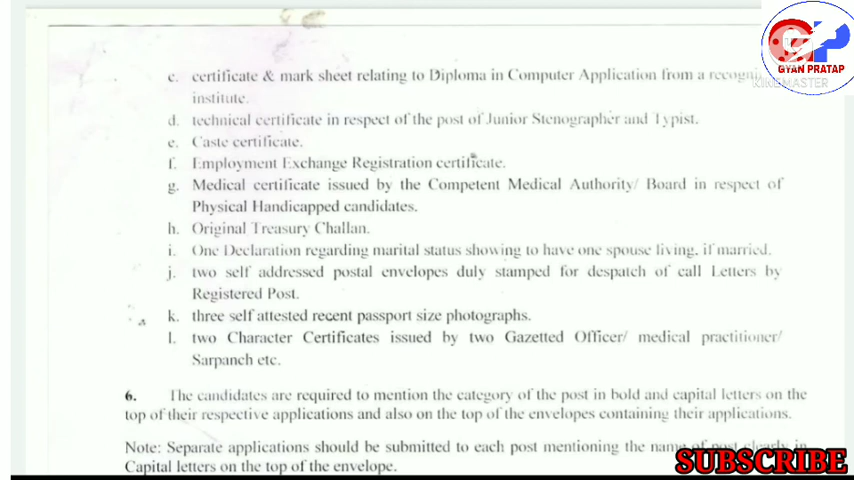 GP
GYAN PRATAP
KINEMASTER
c. certificate & mark sheet relating to Diploma in Computer Application from a
institute.
d. technical certificate in respect of the post of Junior Stenographer and Typist.
e. Caste certificate.
f. Employment Exchange Registration certificate.
g. Medical certificate issued by the Competent Medical Authority/ Board in respect of
Physical Handicapped candidates.
h. Original Treasury Challan.
i. One Declaration regarding marital status showing to have one spouse living, if married.
j. two self addressed postal envelopes duly stamped for despatch of call Letters by
Registered Post.
k. three self attested recent passport size photographs.
l. two Character Certificates issued by two Gazetted Officer/ medical practitioner/
Sarpanch etc.
6. The candidates are required to mention the category of the post in bold and capital letters on the
top of their respective applications and also on the top of the envelopes containing their applications.
Note: Separate applications should be submitted to each post mentioning the name of post clearly in
Capital letters on the top of the envelope.
SUBSCRIBE